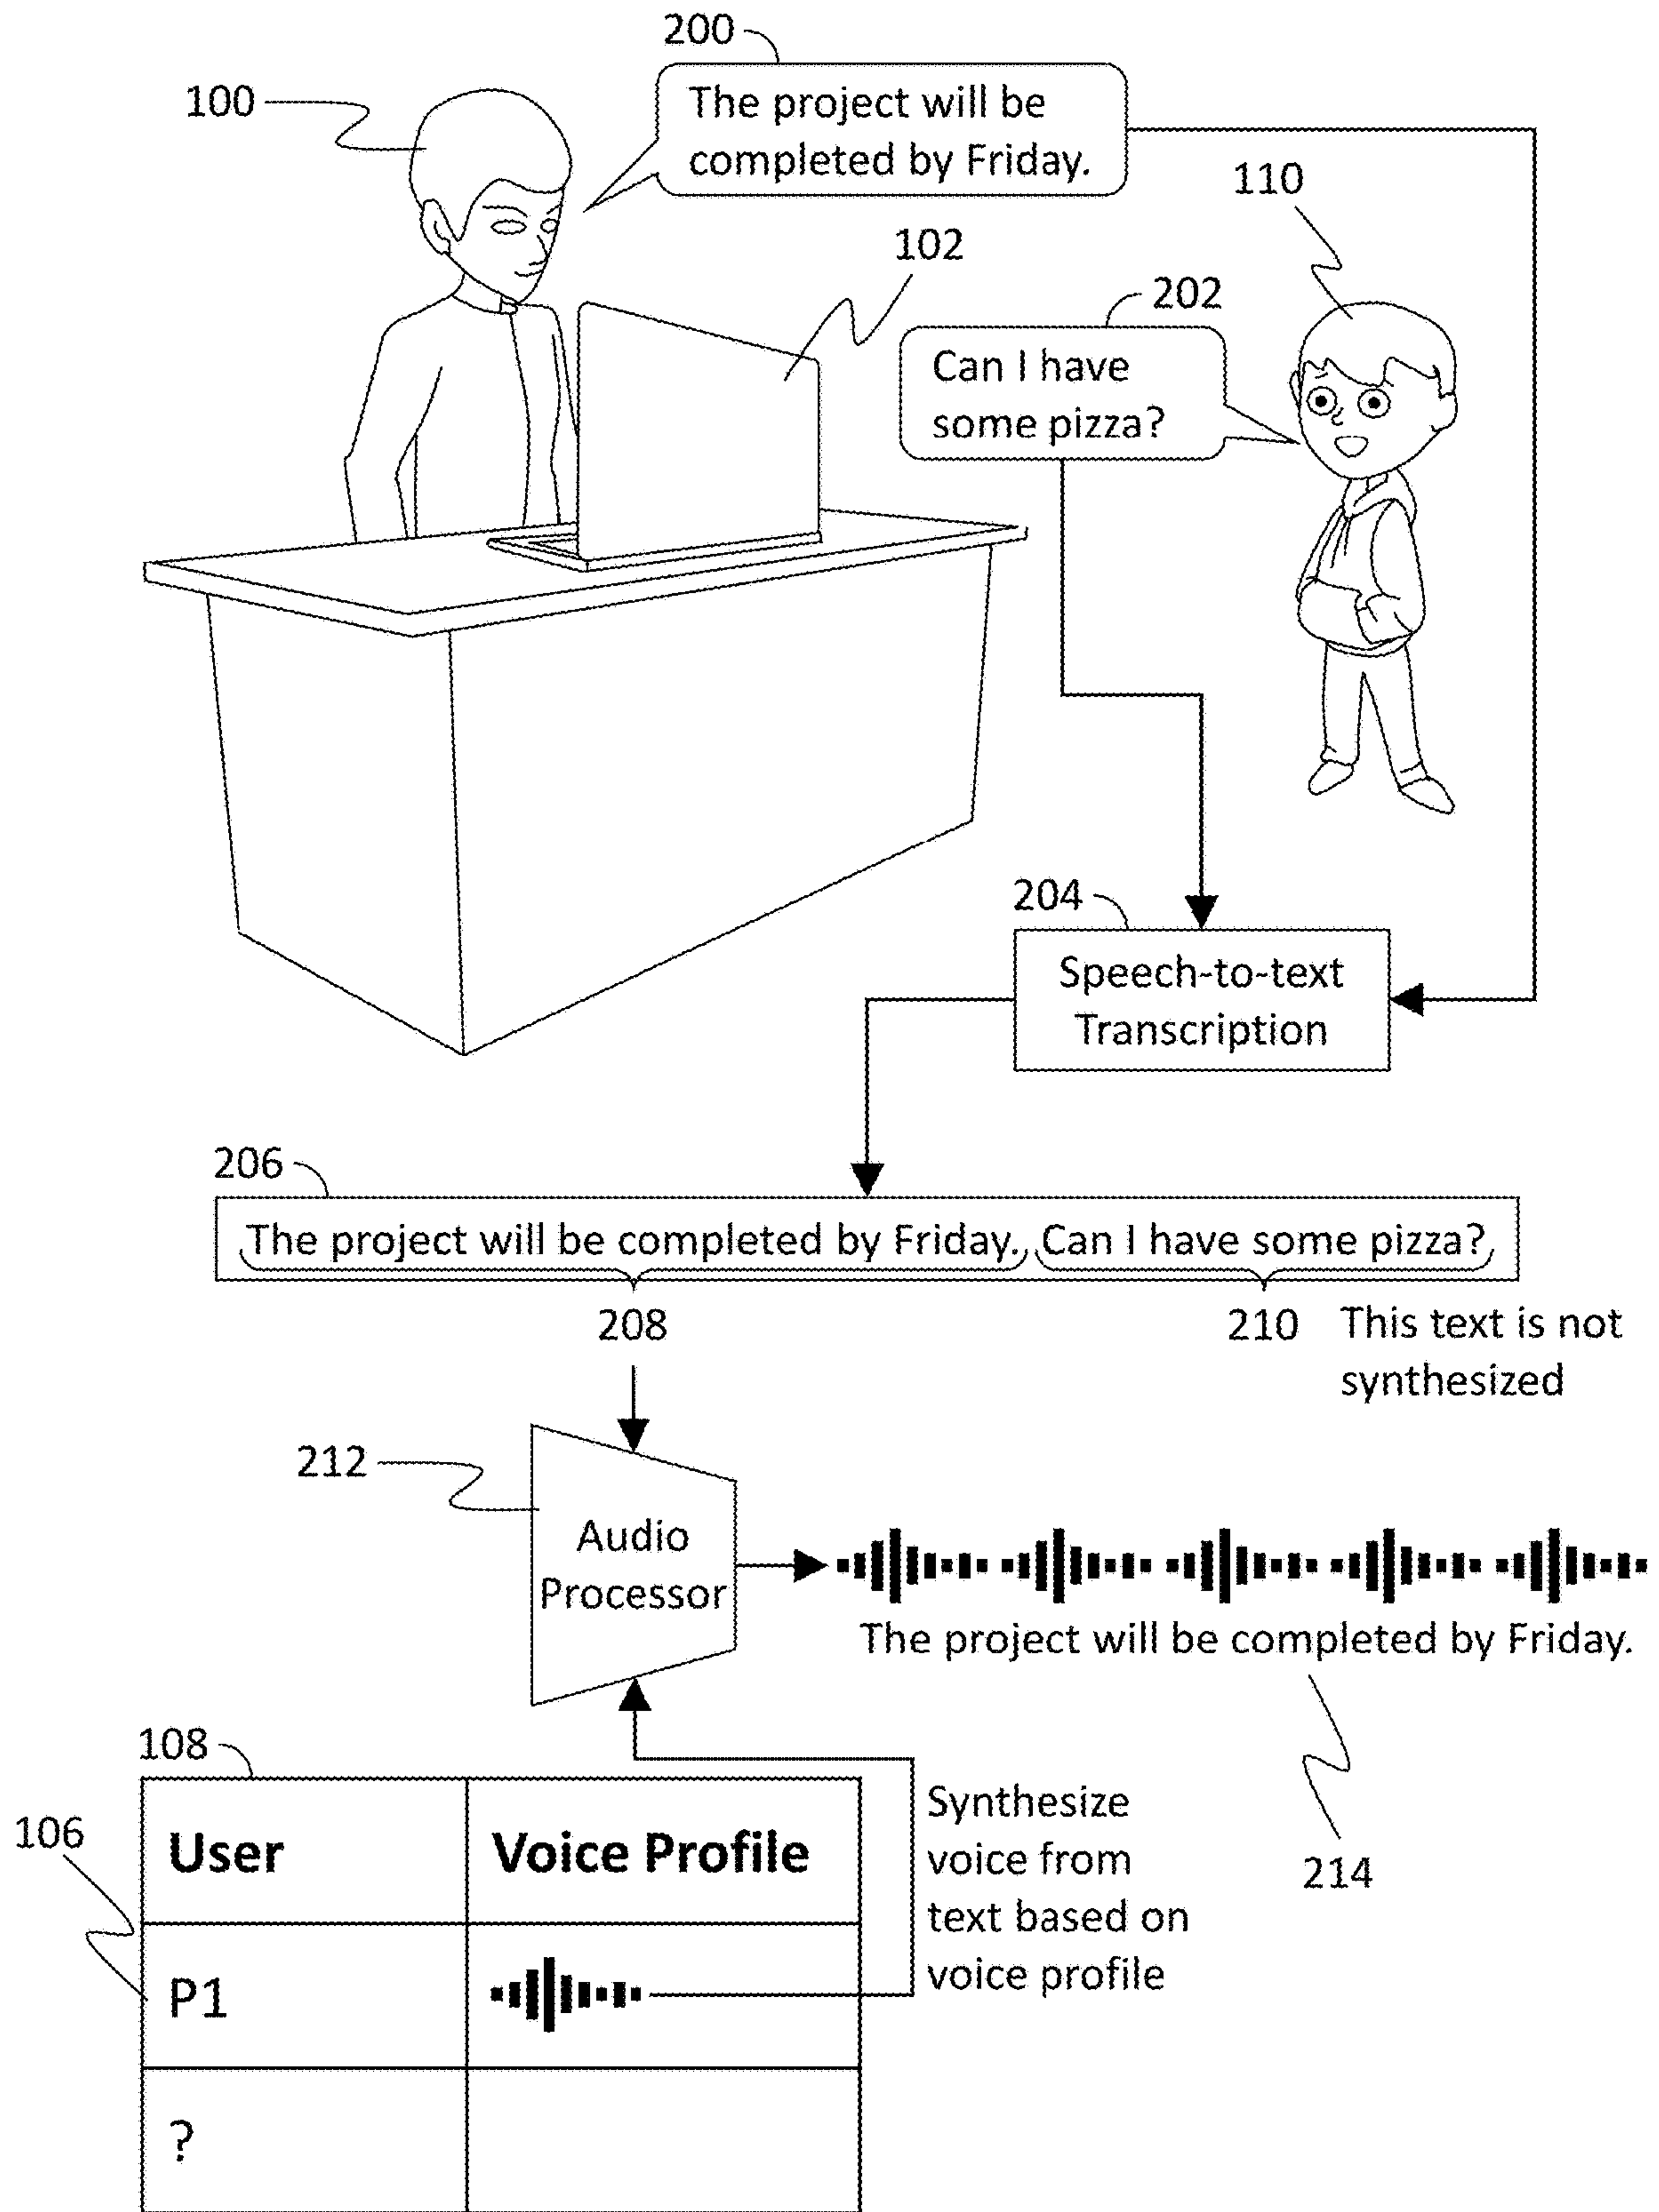 200
100
The project will be
completed by Friday.
110
102
202
Can I have
some pizza?
204
Speech-to-text
Transcription
206
The project will be completed by Friday. Can I have some pizza?
208
210
This text is not
synthesized
212
Audio
Processor
The project will be completed by Friday.
214
108
106
User
Voice Profile
P1
?
Synthesize
voice from
text based on
voice profile